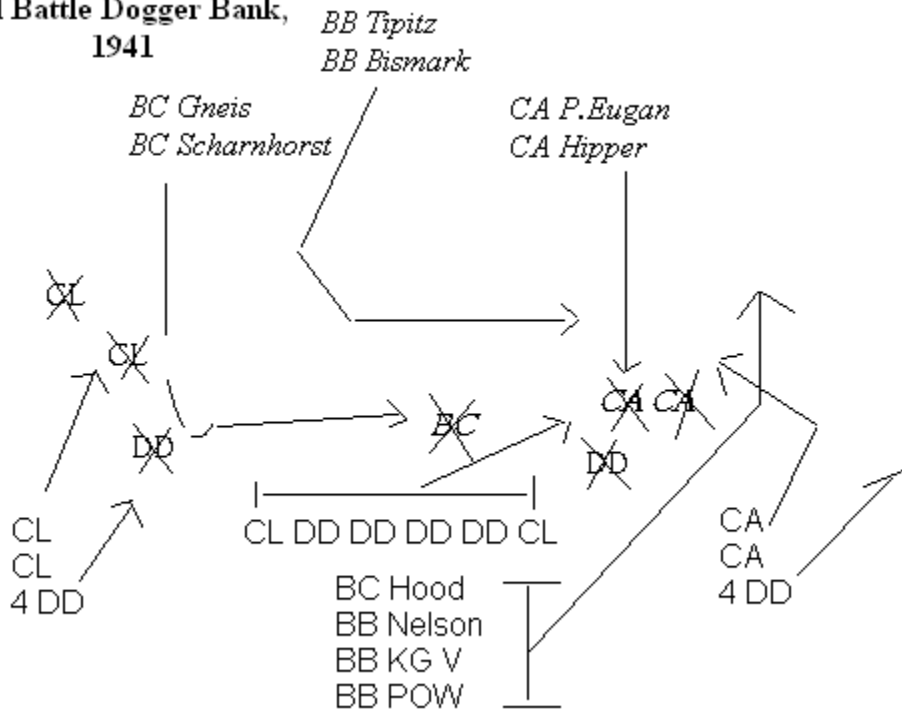 l Battle Dogger Bank,
1941
BB Tipitz
BB Bismark
BC Gneis
BC Scharnhorst
CA P.Eugan
CA Hipper
CL
CL
DD
BC
CA CA
DD
CL
CL
4 DD
CL DD DD DD DD CL
BC Hood
BB Nelson
BB KG V
BB POW
CA
CA
4 DD